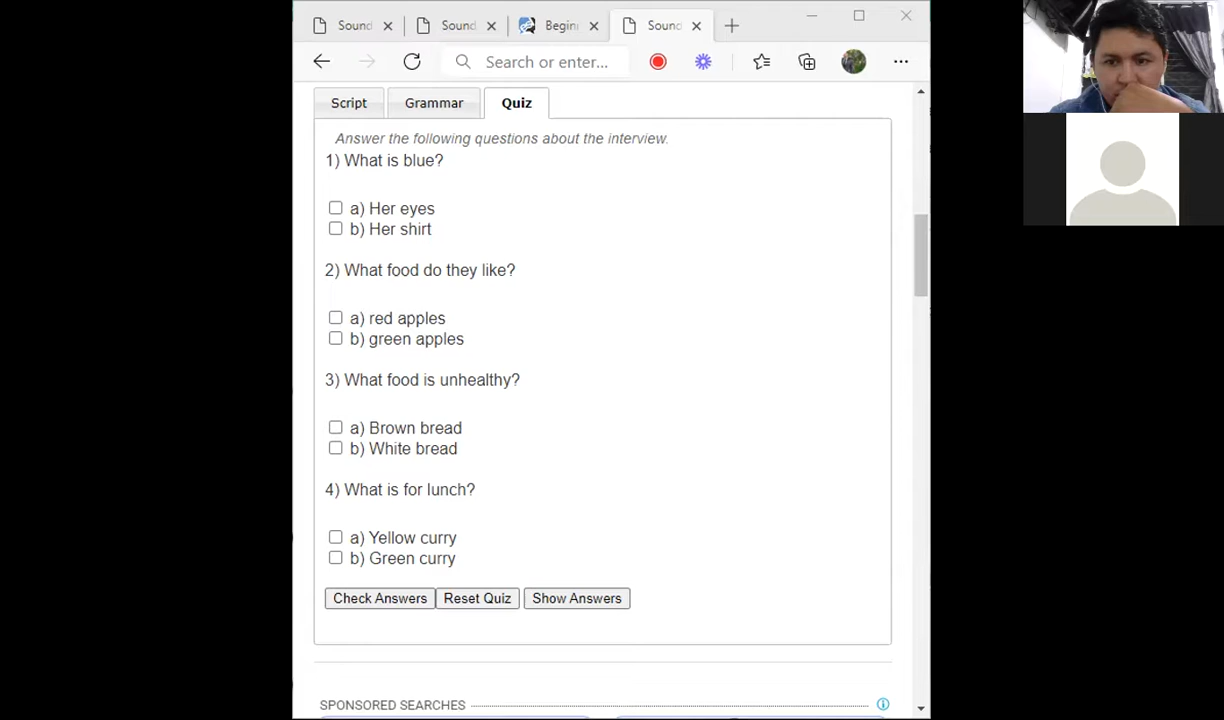 Sound
Sound
Begin
Sound
Search or enter...
Script Grammar Quiz
Answer the following questions about the interview.
1) What is blue?
a) Her eyes
b) Her shirt
2) What food do they like?
a) red apples
b) green apples
3) What food is unhealthy?
a) Brown bread
b) White bread
4) What is for lunch?
a) Yellow curry
b) Green curry
Check Answers Reset Quiz Show Answers
SPONSORED SEARCHES